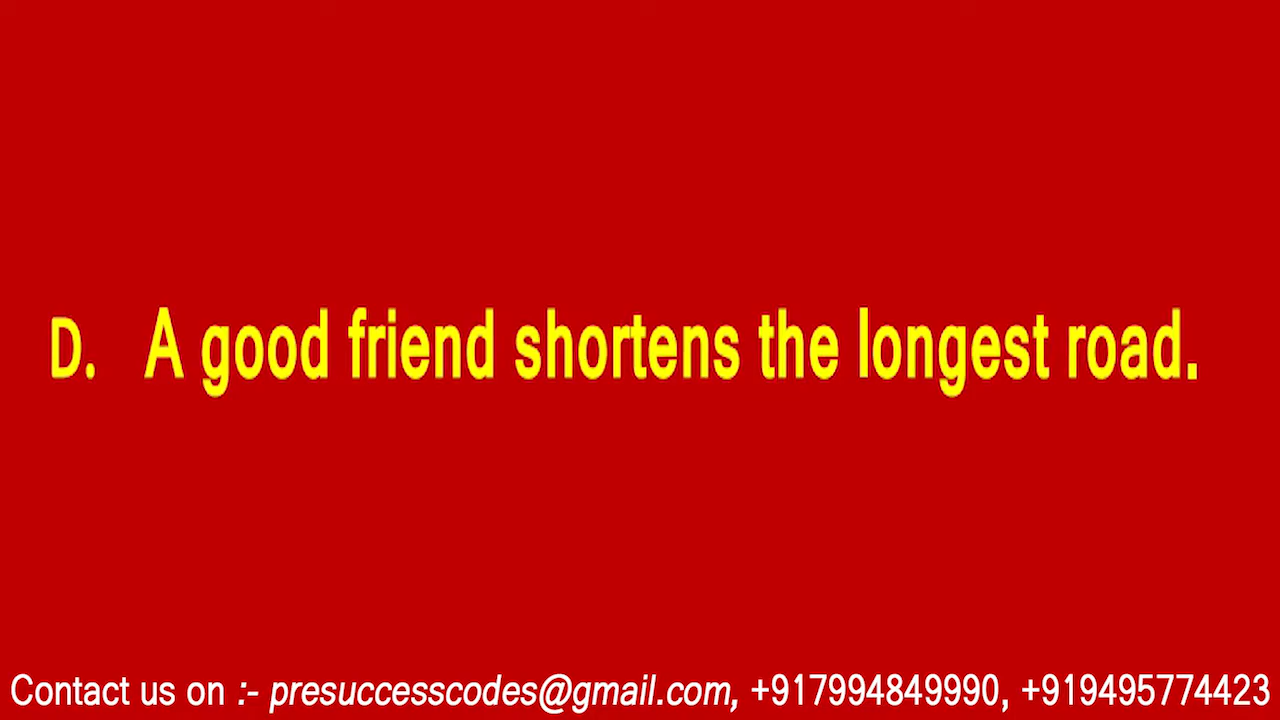 D. A good friend shortens the longest road.
Contact us on :- presuccesscodes@gmail.com, +917994849990, +919495774423